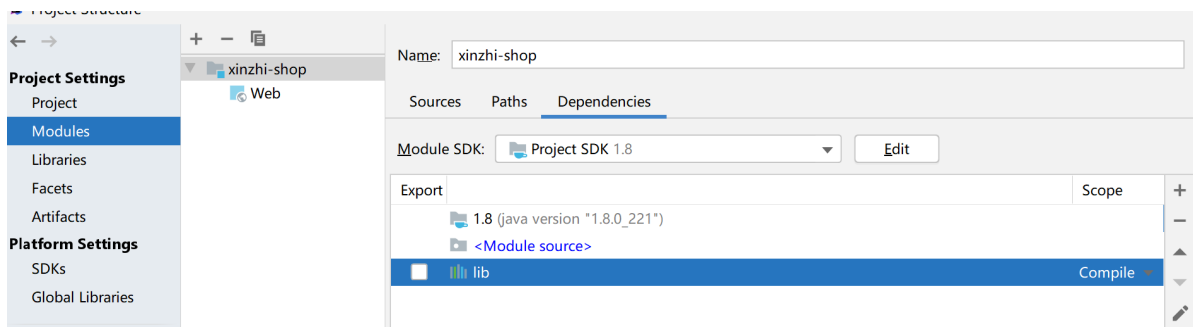 Project Structure
Project Settings
Project
Modules
Libraries
Facets
Artifacts
Platform Settings
SDKs
Global Libraries
xinzhi-shop
Web
Name: xinzhi-shop
Sources Paths Dependencies
Module SDK: Project SDK 1.8 Edit
Export Scope
1.8 (java version "1.8.0_221")
<Module source>
lib Compile